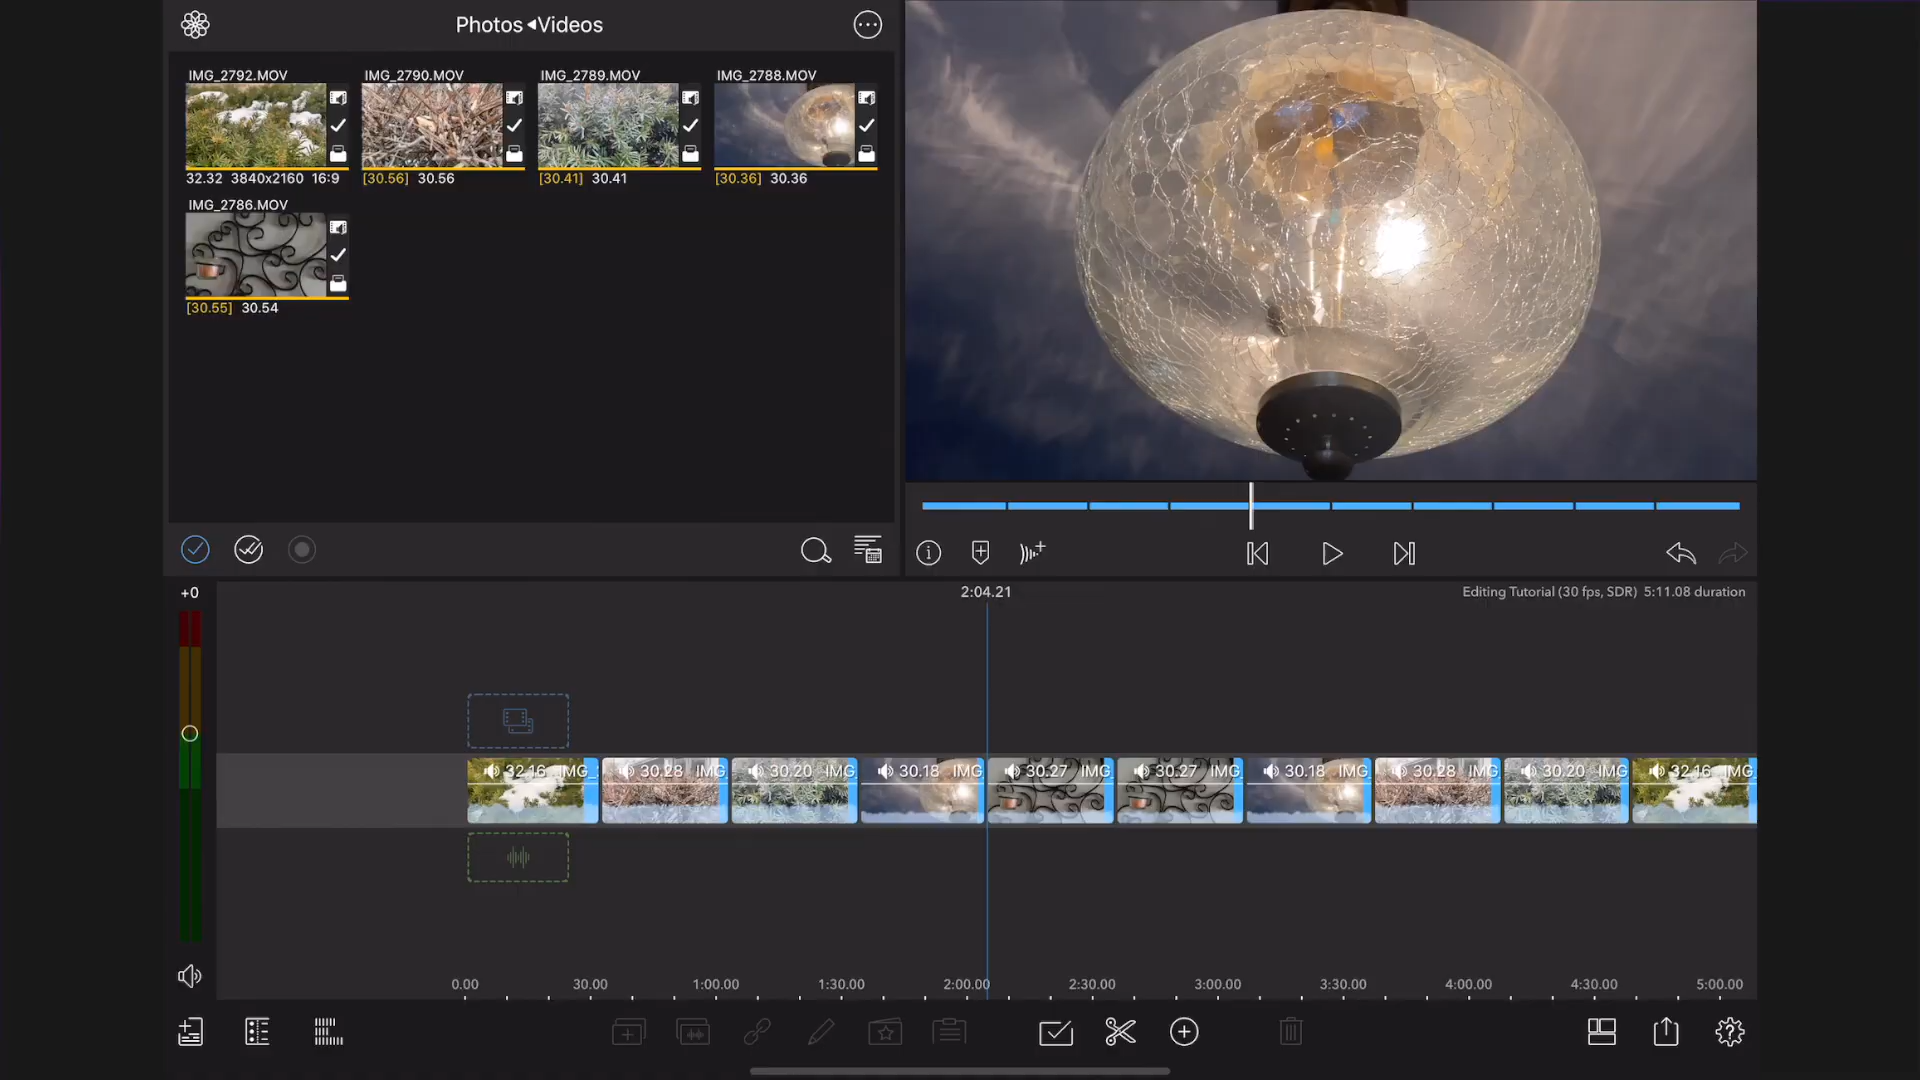 Photos ◂Videos
IMG_2792.MOV IMG_2790.MOV IMG_2789.MOV IMG_2788.MOV
32.32 3840x2160 16:9 [30.56] 30.56 [30.41] 30.41 [30.36] 30.36
IMG_2786.MOV
[30.55] 30.54
+0 2:04.21 Editing Tutorial (30 fps, SDR) 5:11.08 duration
32.16 IMG_ 30.28 IMG 30.20 IMG 30.18 IMG 30.27 IMG 30.27 IMG 30.18 IMG 30.28 IMG 30.20 IMG 32.16 IMG
0.00 30.00 1:00.00 1:30.00 2:00.00 2:30.00 3:00.00 3:30.00 4:00.00 4:30.00 5:00.00